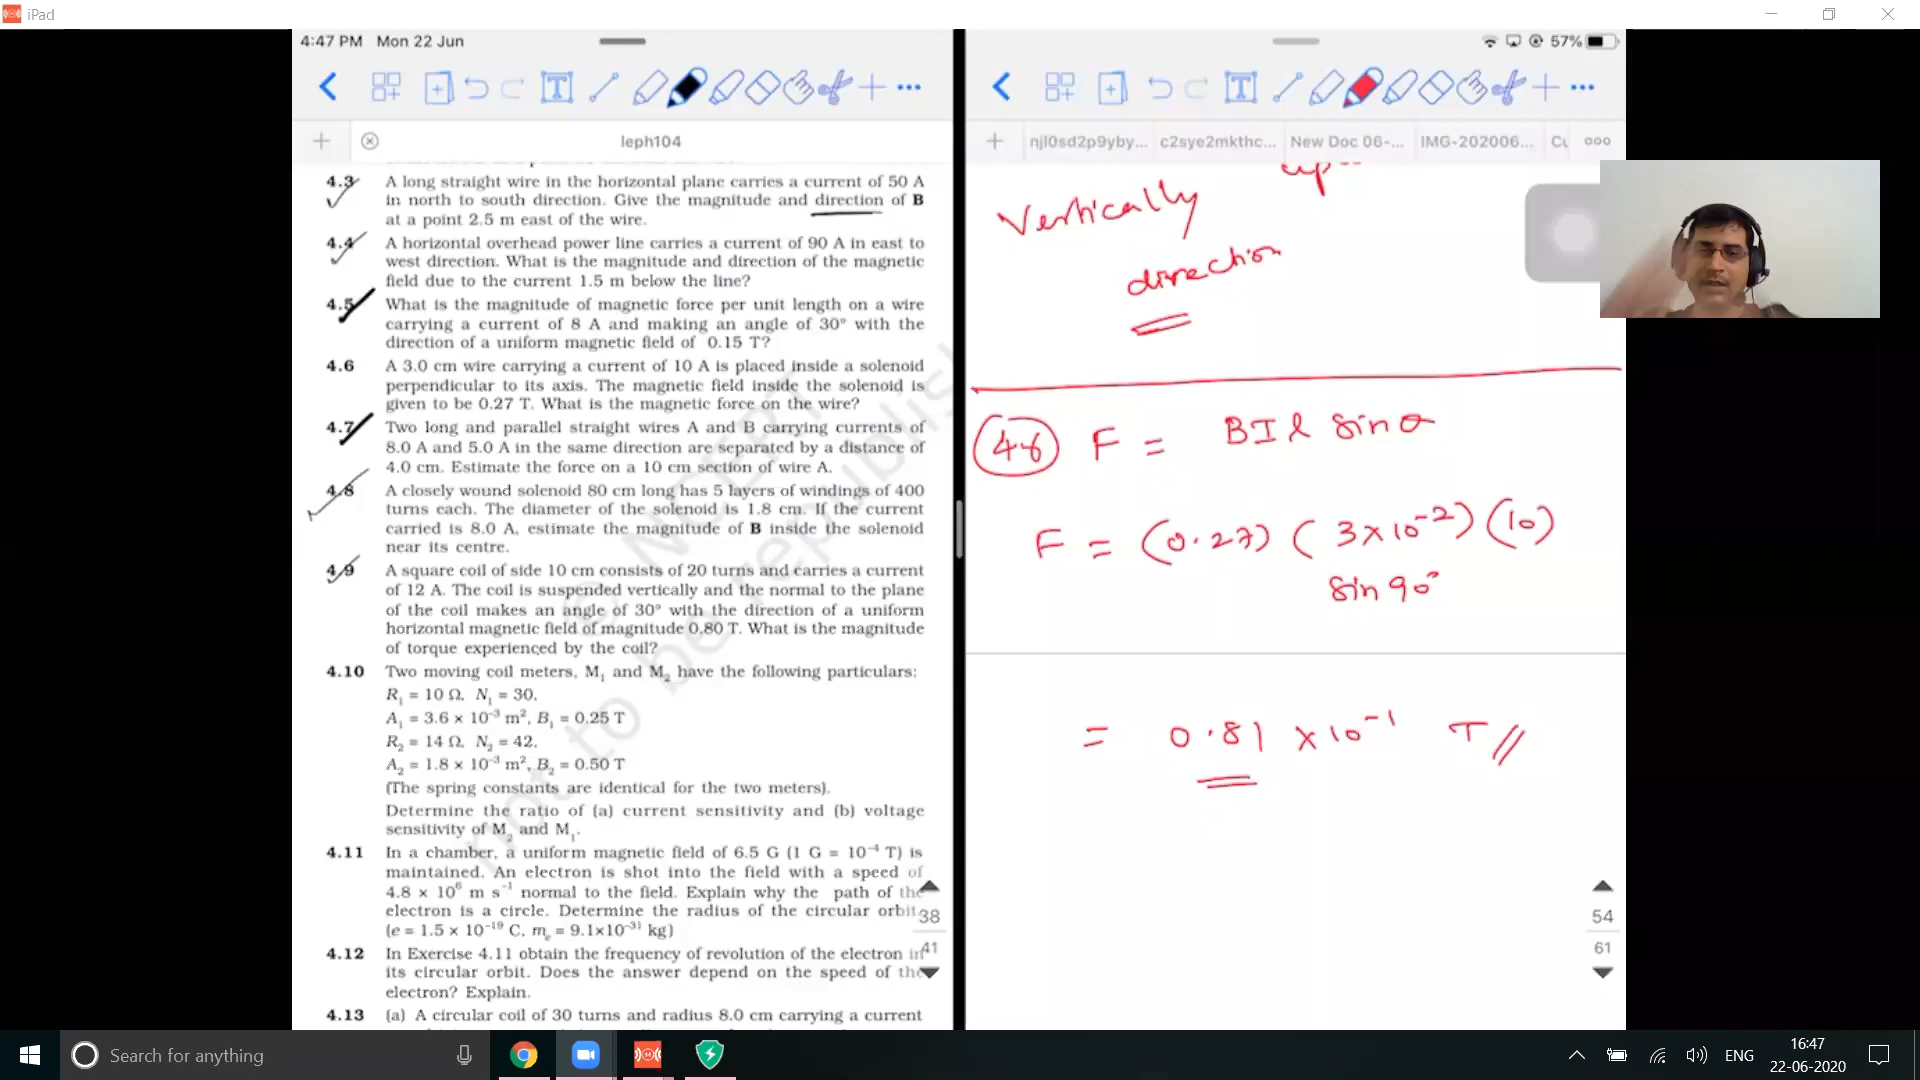 iPad
4:47 PM Mon 22 Jun
57%
leph104
njl0sd2p9yby... c2sye2mkthc... New Doc 06-... IMG-202006...
4.3 A long straight wire in the horizontal plane carries a current of 50 A
in north to south direction. Give the magnitude and direction of B
at a point 2.5 m east of the wire.
4.4 A horizontal overhead power line carries a current of 90 A in east to
west direction. What is the magnitude and direction of the magnetic
field due to the current 1.5 m below the line?
4.5 What is the magnitude of magnetic force per unit length on a wire
carrying a current of 8 A and making an angle of 30° with the
direction of a uniform magnetic field of 0.15 T?
4.6 A 3.0 cm wire carrying a current of 10 A is placed inside a solenoid
perpendicular to its axis. The magnetic field inside the solenoid is
given to be 0.27 T. What is the magnetic force on the wire?
4.7 Two long and parallel straight wires A and B carrying currents of
8.0 A and 5.0 A in the same direction are separated by a distance of
4.0 cm. Estimate the force on a 10 cm section of wire A.
4.8 A closely wound solenoid 80 cm long has 5 layers of windings of 400
turns each. The diameter of the solenoid is 1.8 cm. If the current
carried is 8.0 A, estimate the magnitude of B inside the solenoid
near its centre.
4.9 A square coil of side 10 cm consists of 20 turns and carries a current
of 12 A. The coil is suspended vertically and the normal to the plane
of the coil makes an angle of 30° with the direction of a uniform
horizontal magnetic field of magnitude 0.80 T. What is the magnitude
of torque experienced by the coil?
4.10 Two moving coil meters, M₁ and M₂ have the following particulars:
R₁ = 10 Ω, N₁ = 30,
A₁ = 3.6 × 10⁻³ m², B₁ = 0.25 T
R₂ = 14 Ω, N₂ = 42,
A₂ = 1.8 × 10⁻³ m², B₂ = 0.50 T
(The spring constants are identical for the two meters).
Determine the ratio of (a) current sensitivity and (b) voltage
sensitivity of M₂ and M₁.
4.11 In a chamber, a uniform magnetic field of 6.5 G (1 G = 10⁻⁴ T) is
maintained. An electron is shot into the field with a speed of
4.8 × 10⁶ m s⁻¹ normal to the field. Explain why the path of the
electron is a circle. Determine the radius of the circular orbit.
(e = 1.5 × 10⁻¹⁹ C, mₑ = 9.1×10⁻³¹ kg)
4.12 In Exercise 4.11 obtain the frequency of revolution of the electron in
its circular orbit. Does the answer depend on the speed of the
electron? Explain.
4.13 (a) A circular coil of 30 turns and radius 8.0 cm carrying a current
38
41
© NCERT
not to be republish
Vertically
direction
4.6 F = BIl sinθ
F = (0.27) (3×10⁻²) (10)
sin 90°
= 0.81 ×10⁻¹ T
54
61
Search for anything
ENG
16:47
22-06-2020